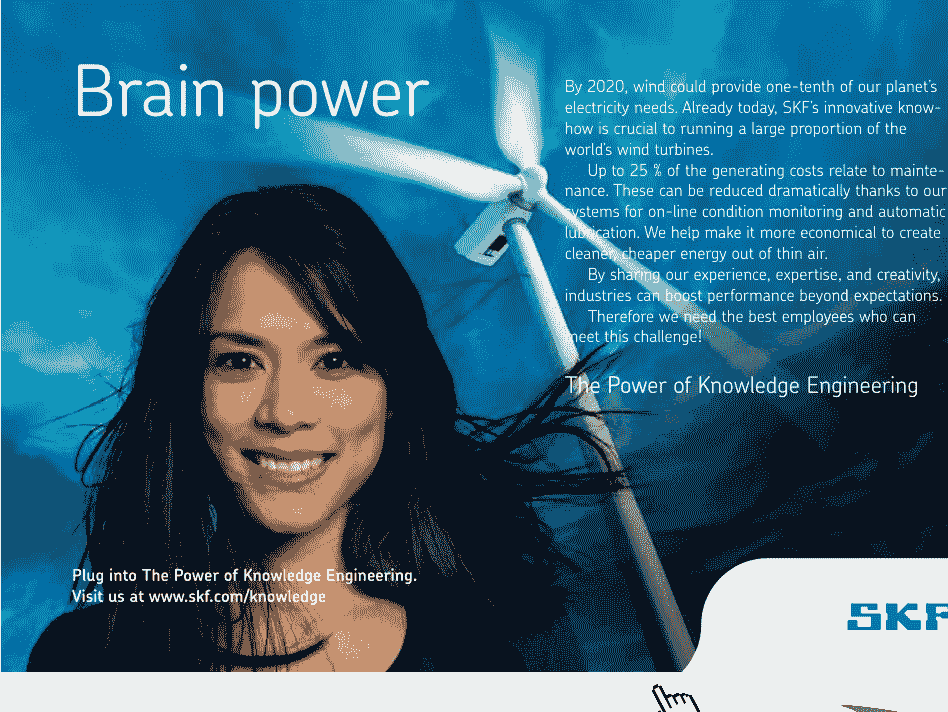 Brain power
By 2020, wind could provide one-tenth of our planet's
electricity needs. Already today, SKF's innovative know-
how is crucial to running a large proportion of the
world's wind turbines.
Up to 25 % of the generating costs relate to mainte-
nance. These can be reduced dramatically thanks to our
systems for on-line condition monitoring and automatic
lubrication. We help make it more economical to create
cleaner, cheaper energy out of thin air.
By sharing our experience, expertise, and creativity,
industries can boost performance beyond expectations.
Therefore we need the best employees who can
meet this challenge!
The Power of Knowledge Engineering
Plug into The Power of Knowledge Engineering.
Visit us at www.skf.com/knowledge
SKF